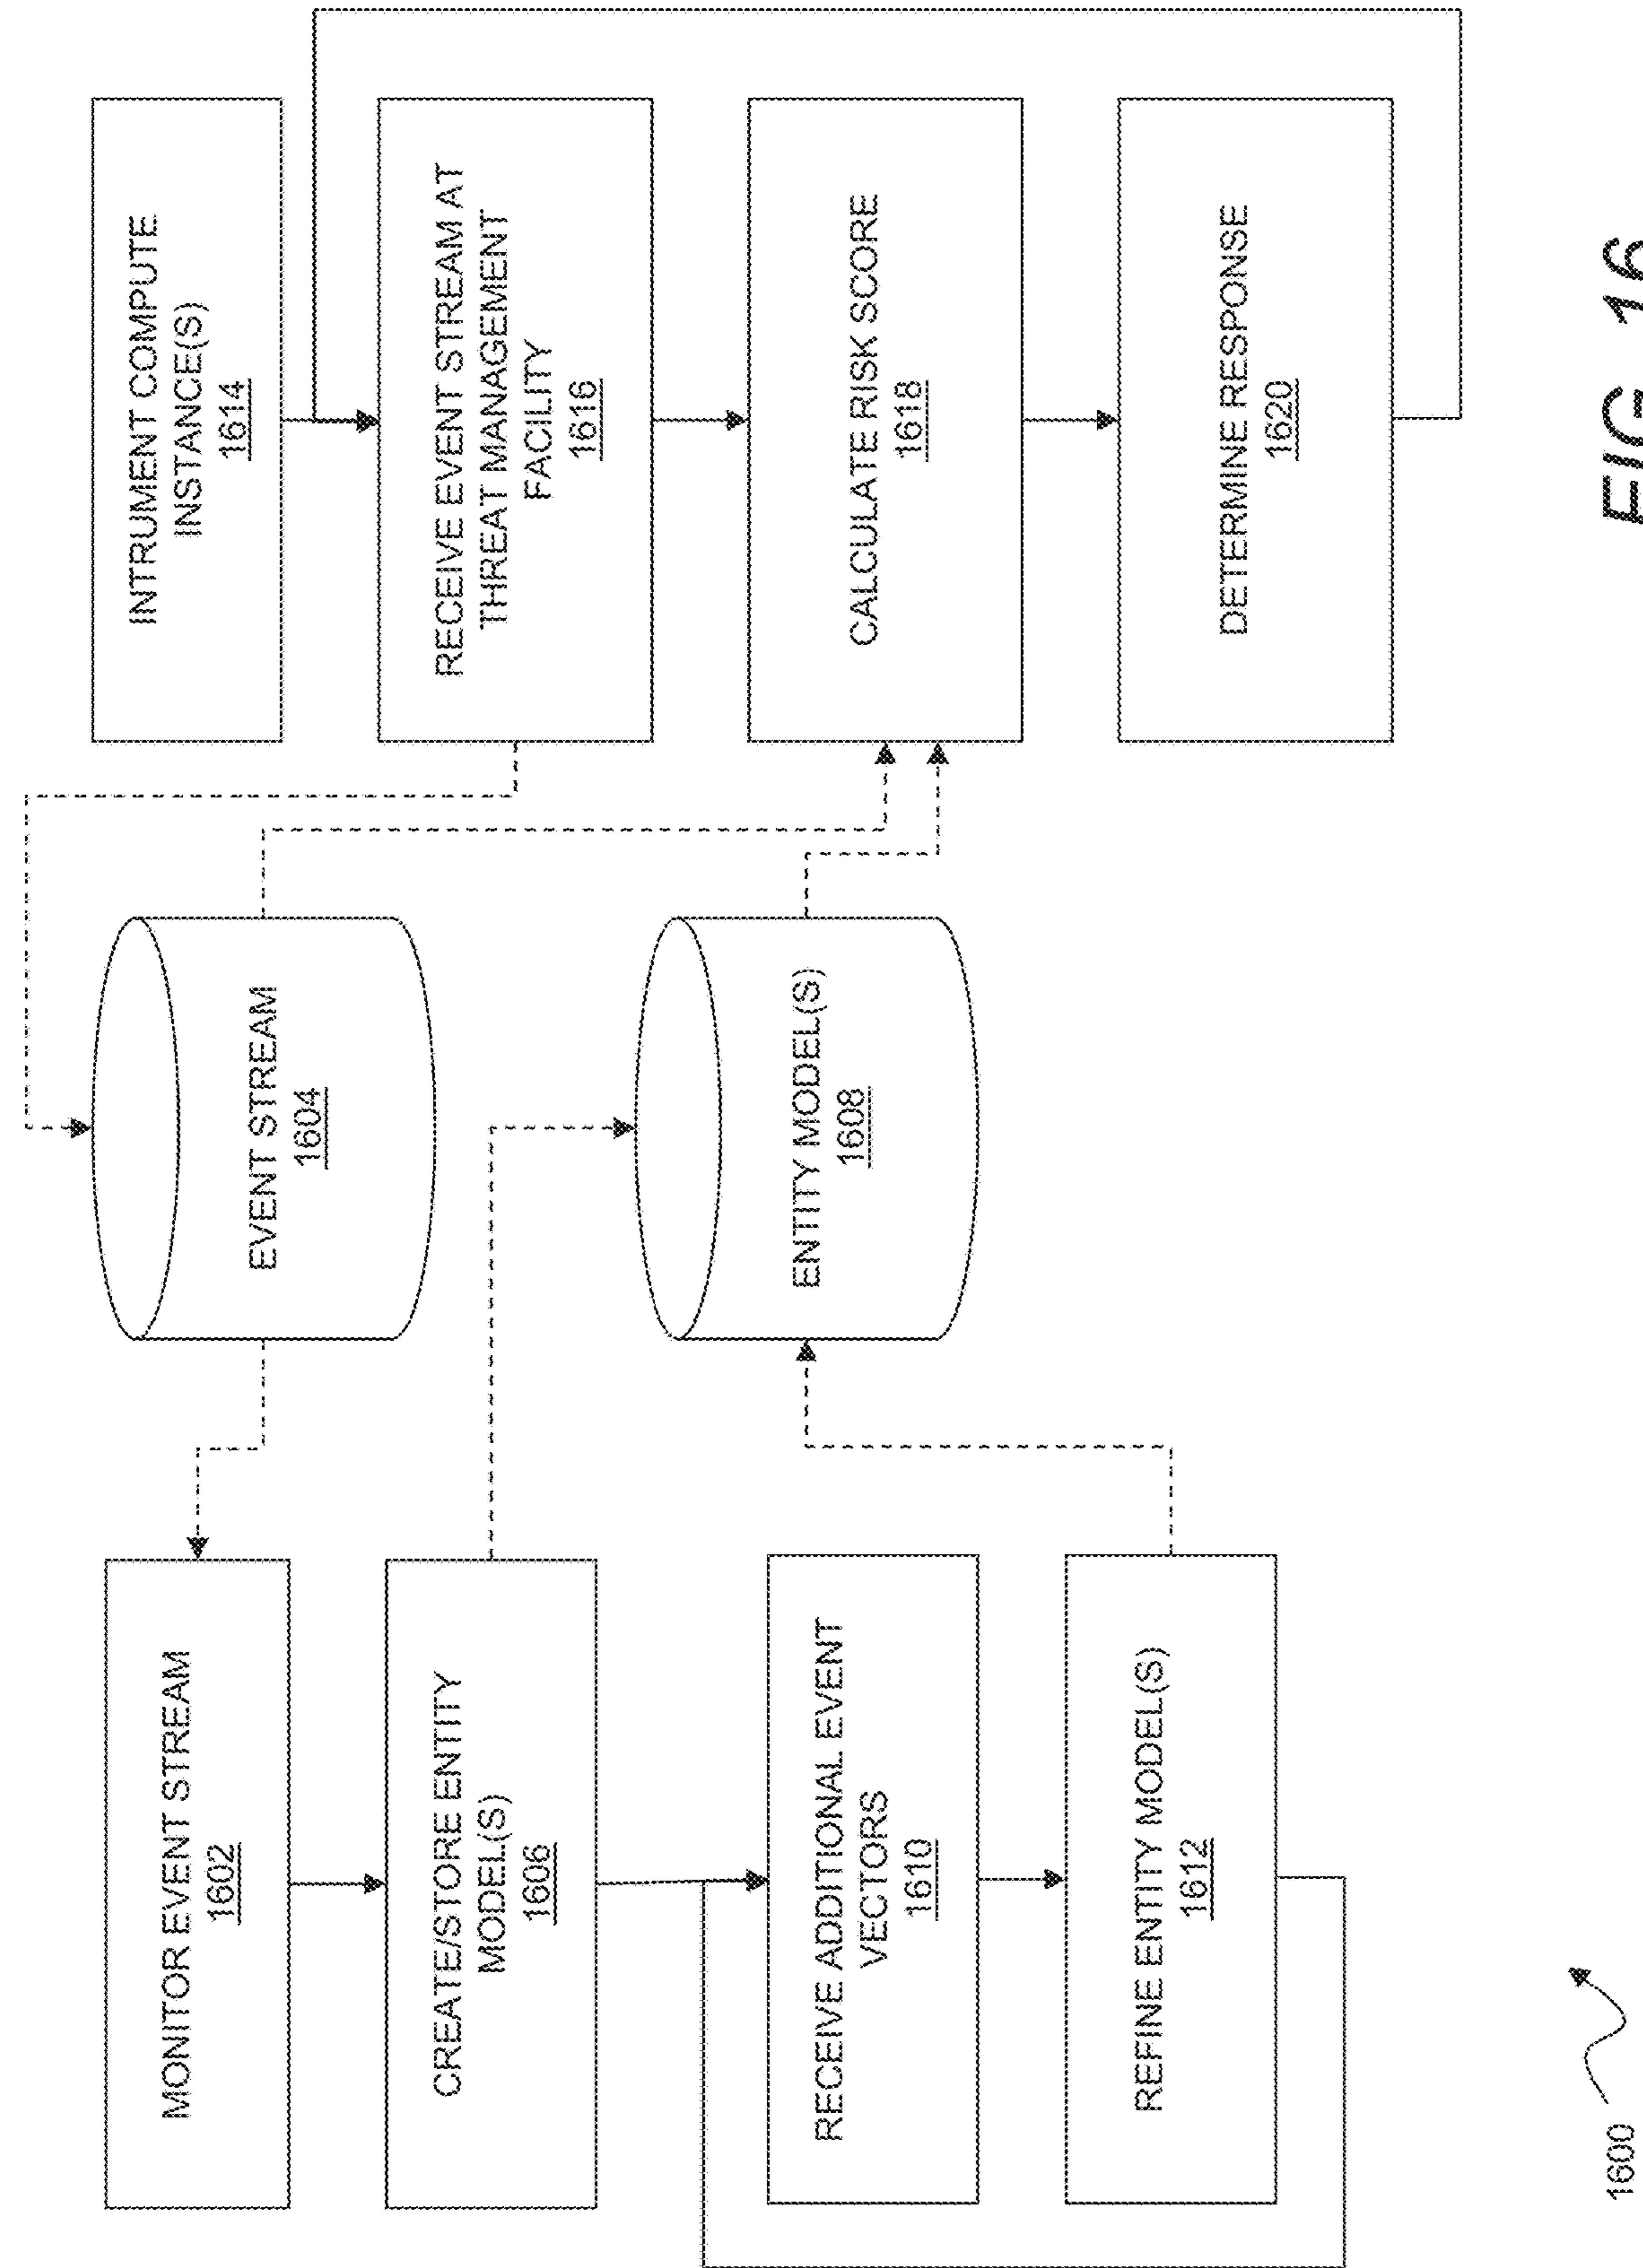 MONITOR EVENT STREAM
1602
CREATE/STORE ENTITY
MODEL(S)
1606
RECEIVE ADDITIONAL EVENT
VECTORS
1610
REFINE ENTITY MODEL(S)
1612
EVENT STREAM
1604
ENTITY MODEL(S)
1608
INTRUMENT COMPUTE
INSTANCE(S)
1614
RECEIVE EVENT STREAM AT
THREAT MANAGEMENT
FACILITY
1616
CALCULATE RISK SCORE
1618
DETERMINE RESPONSE
1620
1600
FIG. 16